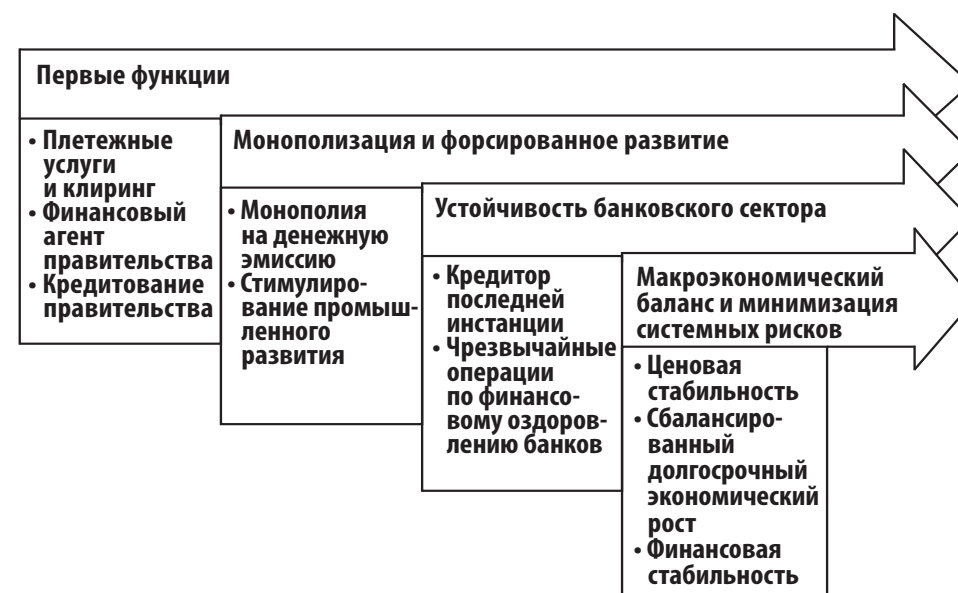 Первые функции
• Плетежные
услуги
и клиринг
• Финансовый
агент
правительства
• Кредитование
правительства
Монополизация и форсированное развитие
• Монополия
на денежную
эмиссию
• Стимулиро-
вание промыш-
ленного
развития
Устойчивость банковского сектора
• Кредитор
последней
инстанции
• Чрезвычайные
операции
по финансо-
вому оздоров-
лению банков
Макроэкономический
баланс и минимизация
системных рисков
• Ценовая
стабильность
• Сбалансиро-
ванный
долгосрочный
экономический
рост
• Финансовая
стабильность